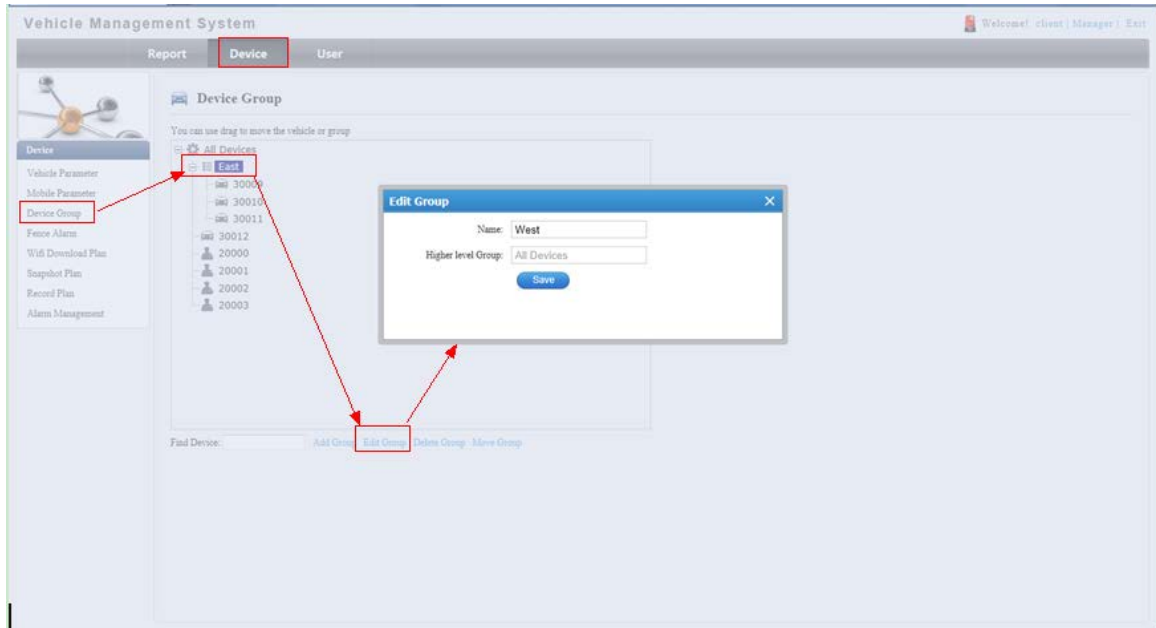 Vehicle Management System
Welcome! client | Manager | Exit
Report Device User
Device Group
You can use drag to move the vehicle or group
Device
Vehicle Parameter
Mobile Parameter
Device Group
Fence Alarm
Wifi Download Plan
Snapshot Plan
Record Plan
Alarm Management
All Devices
East
30009
30010
30011
30012
20000
20001
20002
20003
Edit Group
Name: West
Higher level Group: All Devices
Save
Find Device: Add Group Edit Group Delete Group Move Group